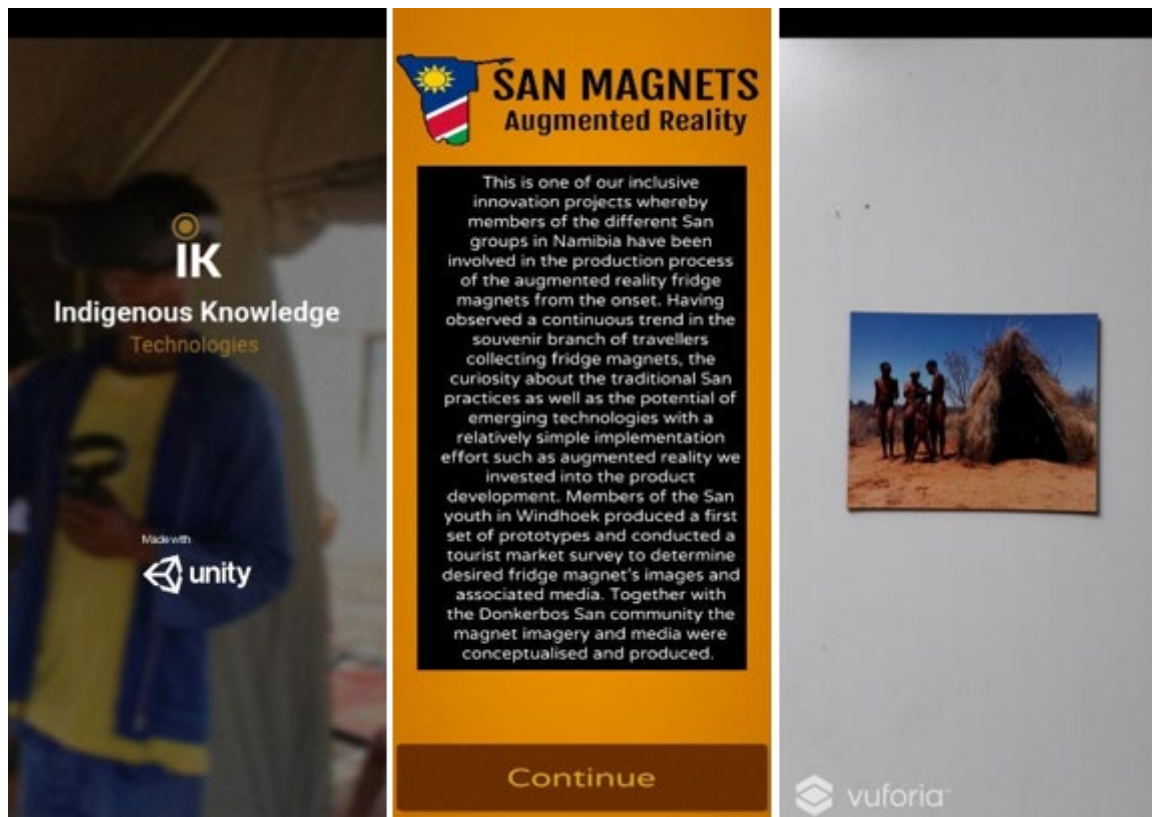 iK
Indigenous Knowledge
Technologies
Made with
unity
SAN MAGNETS
Augmented Reality
This is one of our inclusive
innovation projects whereby
members of the different San
groups in Namibia have been
involved in the production process
of the augmented reality fridge
magnets from the onset. Having
observed a continuous trend in the
souvenir branch of travellers
collecting fridge magnets, the
curiosity about the traditional San
practices as well as the potential of
emerging technologies with a
relatively simple implementation
effort such as augmented reality we
invested into the product
development. Members of the San
youth in Windhoek produced a first
set of prototypes and conducted a
tourist market survey to determine
desired fridge magnet's images and
associated media. Together with
the Donkerbos San community the
magnet imagery and media were
conceptualised and produced.
Continue
vuforia™